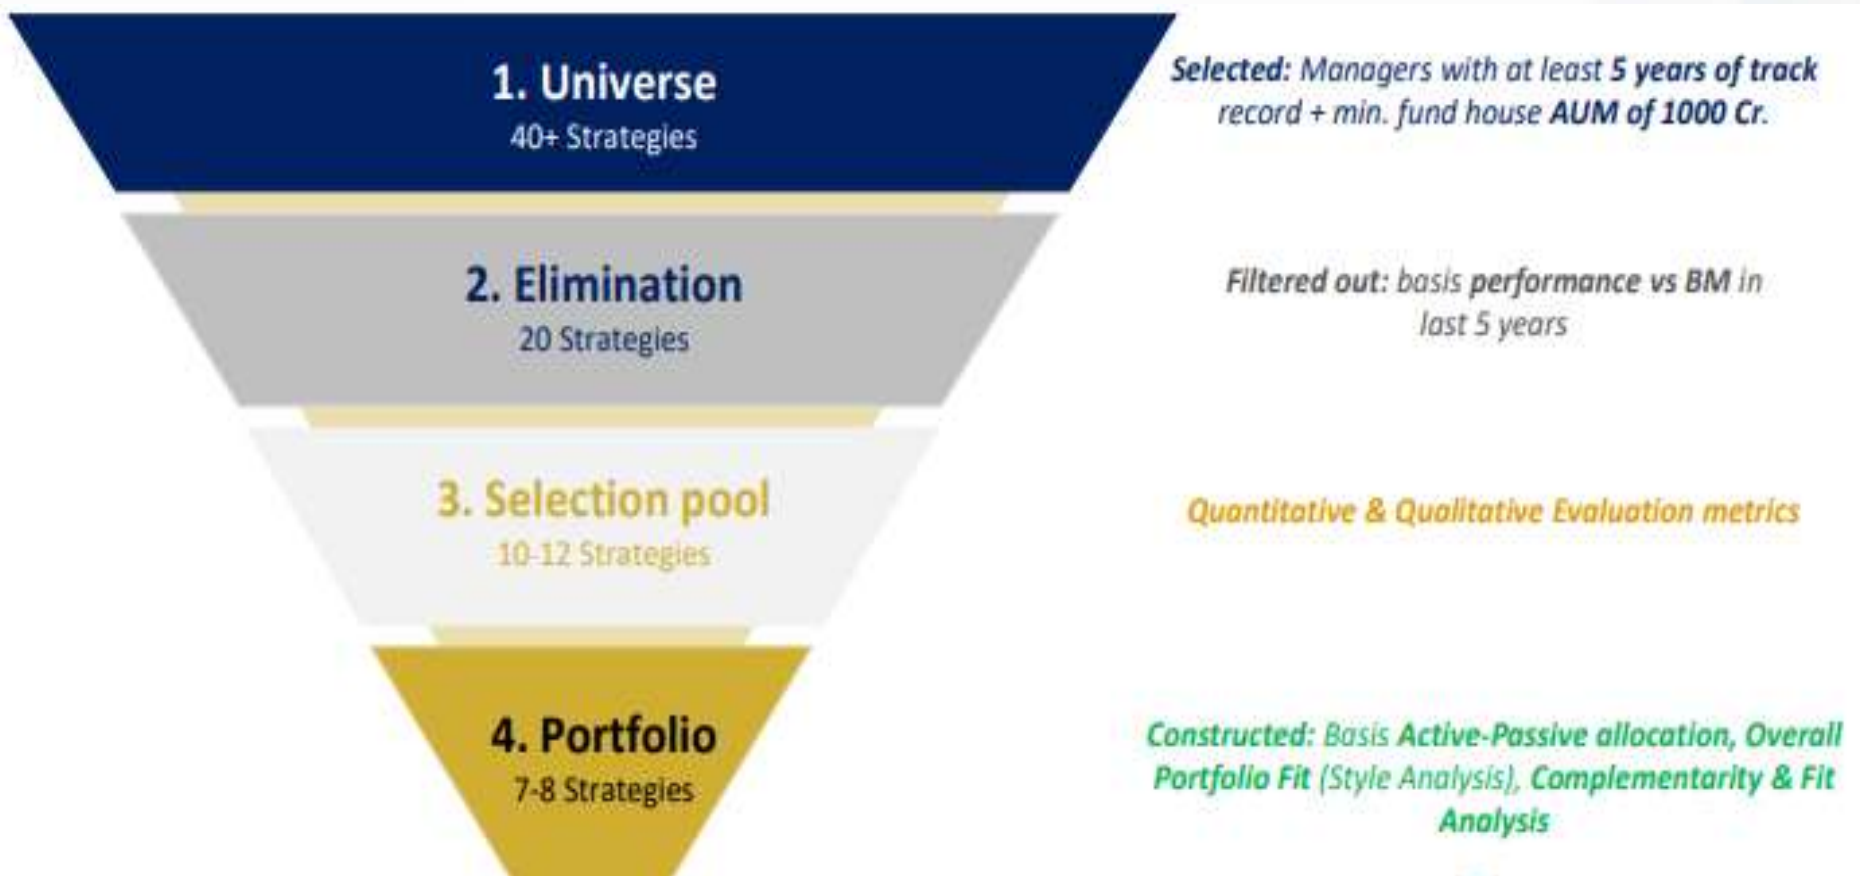 1. Universe
40+ Strategies
Selected: Managers with at least 5 years of track
record + min. fund house AUM of 1000 Cr.
2. Elimination
20 Strategies
Filtered out: basis performance vs BM in
last 5 years
3. Selection pool
10-12 Strategies
Quantitative & Qualitative Evaluation metrics
4. Portfolio
7-8 Strategies
Constructed: Basis Active-Passive allocation, Overall
Portfolio Fit (Style Analysis), Complementarity & Fit
Analysis